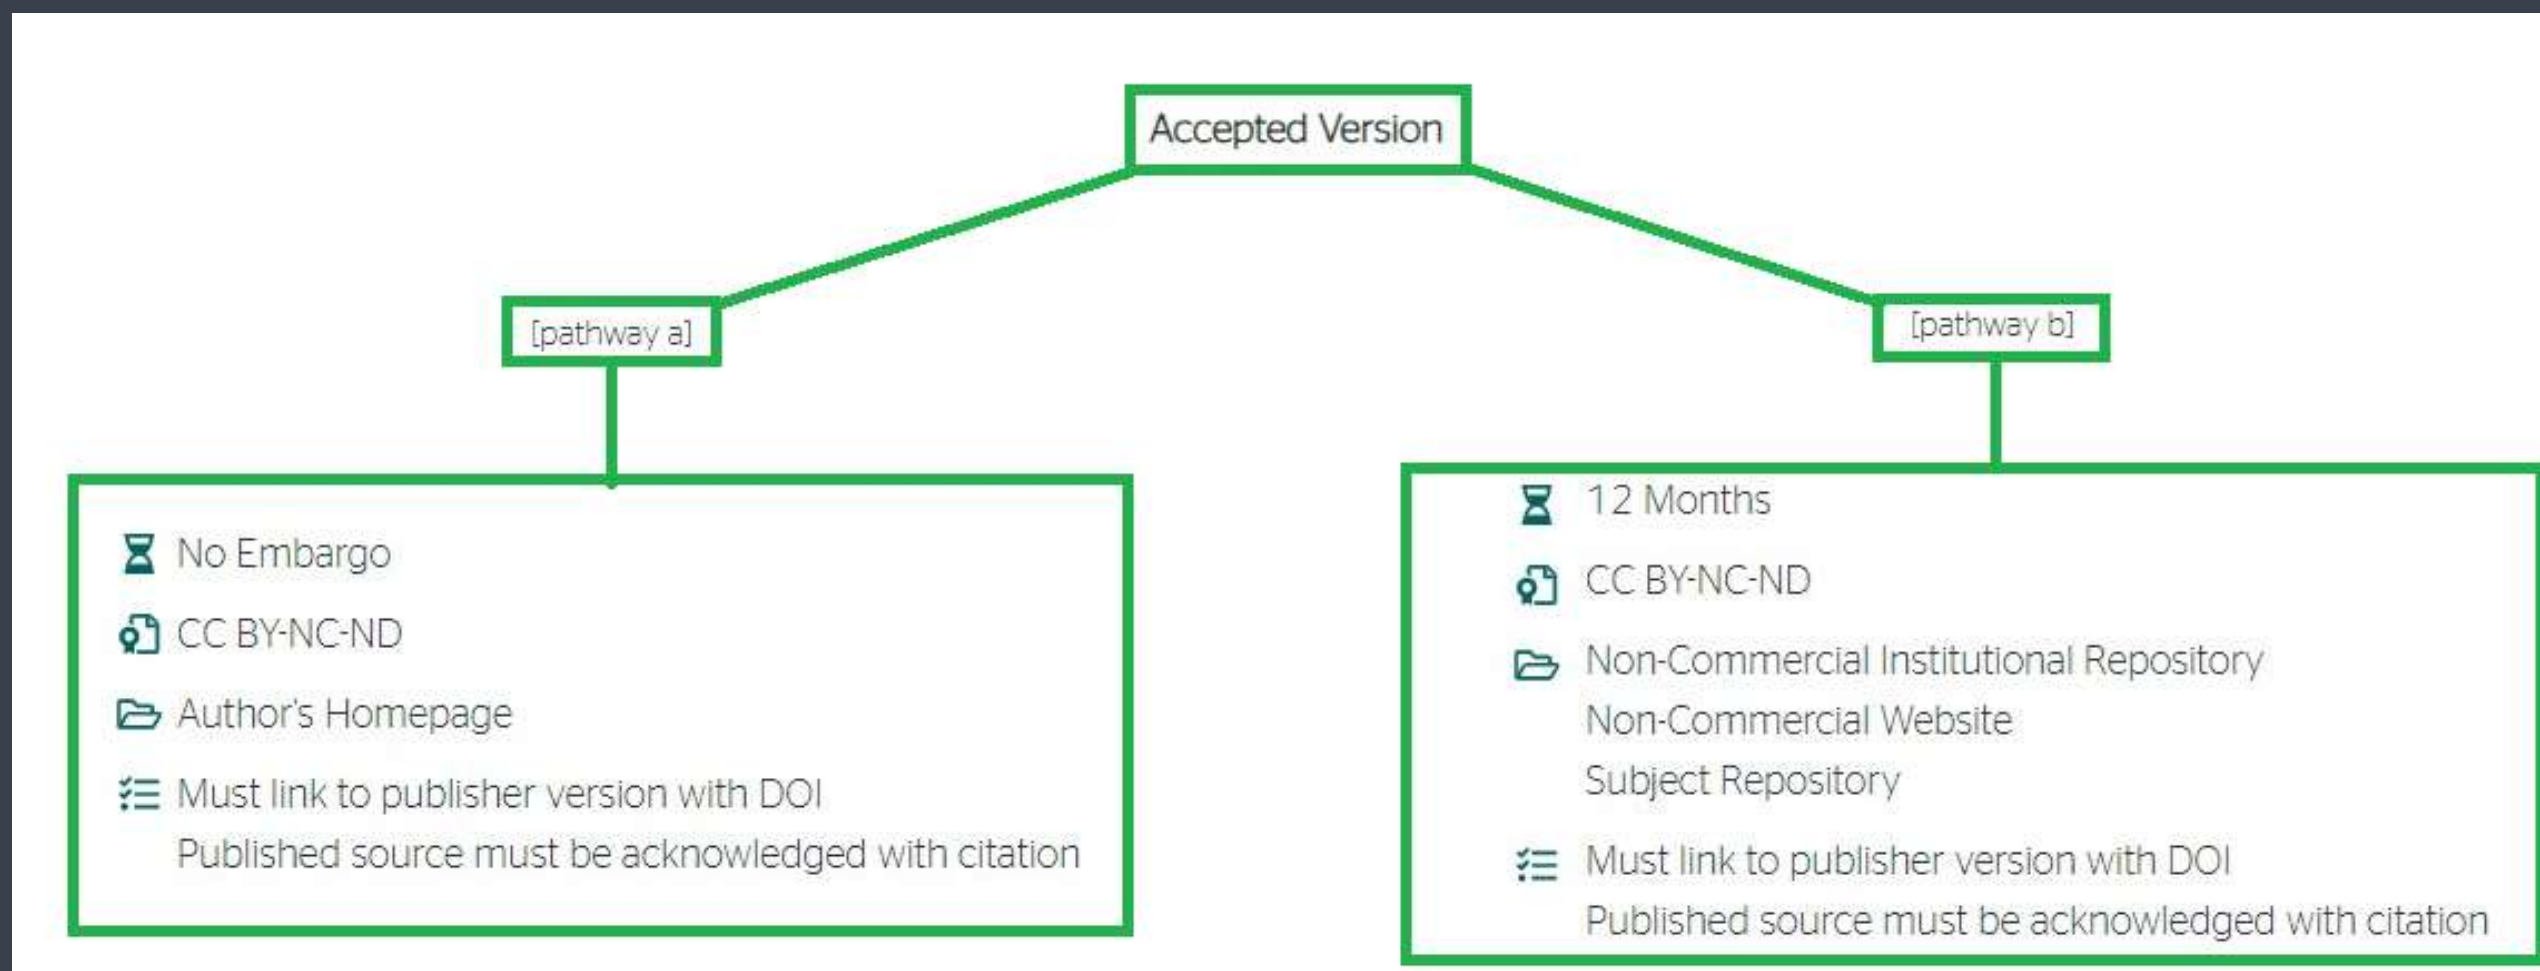 Accepted Version
[pathway a]
No Embargo
CC BY-NC-ND
Author's Homepage
Must link to publisher version with DOI
Published source must be acknowledged with citation
[pathway b]
12 Months
CC BY-NC-ND
Non-Commercial Institutional Repository
Non-Commercial Website
Subject Repository
Must link to publisher version with DOI
Published source must be acknowledged with citation